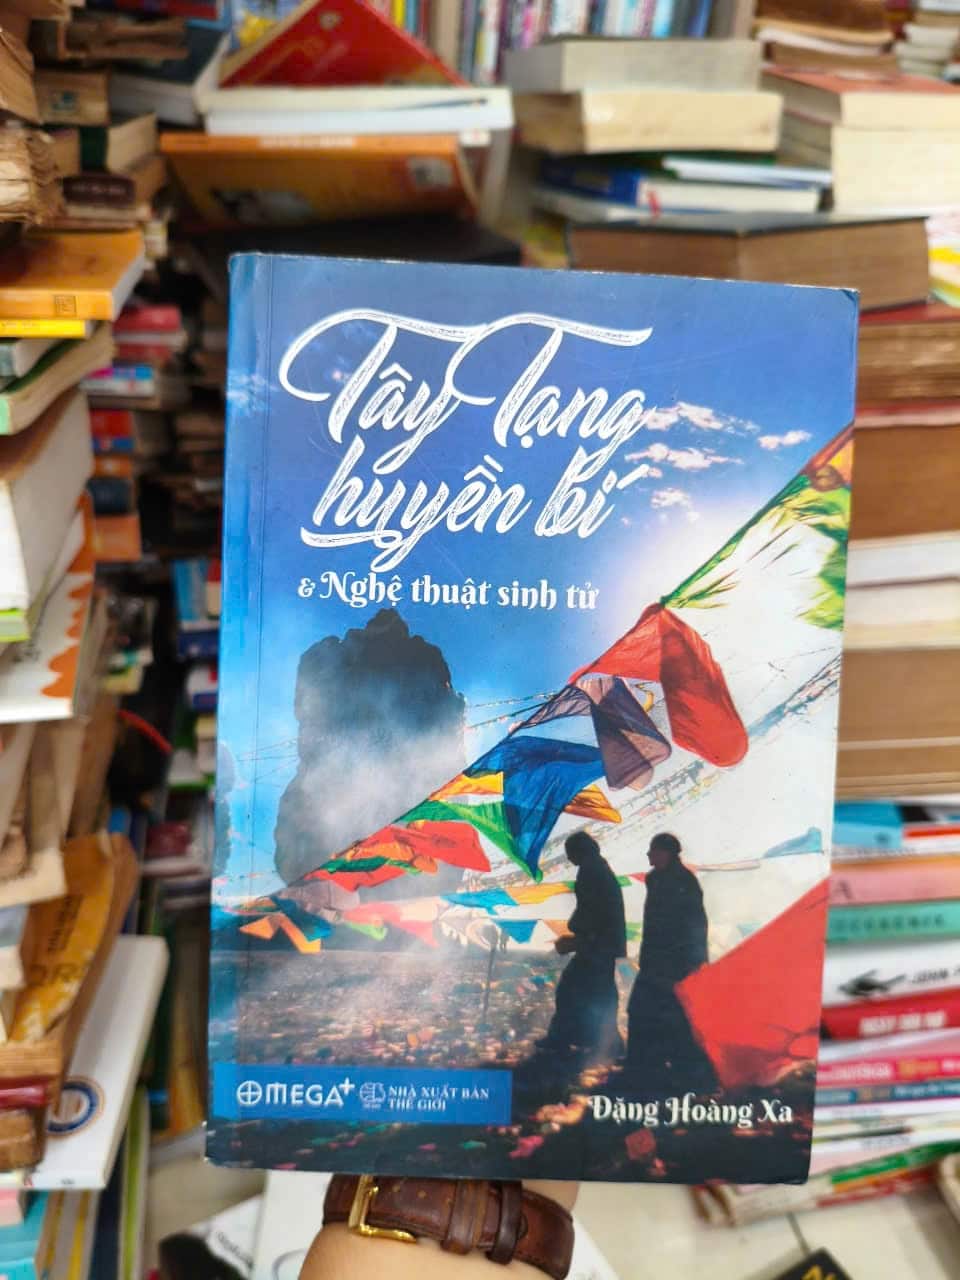 Tây Tạng
huyền bí
& Nghệ thuật sinh tử
OMEGA+
NHÀ XUẤT BẢN
THẾ GIỚI
Đặng Hoàng Xa